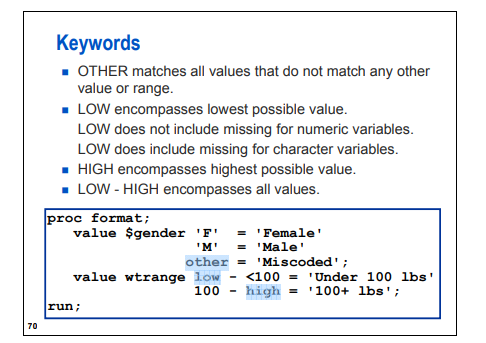 Keywords
■ OTHER matches all values that do not match any other
value or range.
■ LOW encompasses lowest possible value.
LOW does not include missing for numeric variables.
LOW does include missing for character variables.
■ HIGH encompasses highest possible value.
■ LOW - HIGH encompasses all values.
proc format;
   value $gender 'F'  = 'Female'
                 'M'  = 'Male'
                other = 'Miscoded';
   value wtrange low - <100 = 'Under 100 lbs'
                 100 - high = '100+ lbs';
run;
70